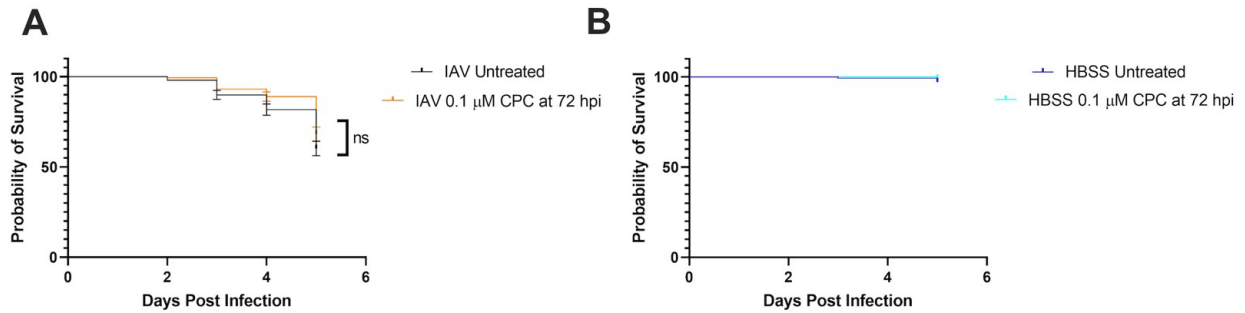 A
Probability of Survival
100
50
0
0 2 4 6
Days Post Infection
IAV Untreated
IAV 0.1 μM CPC at 72 hpi
ns
B
Probability of Survival
100
50
0
0 2 4 6
Days Post Infection
HBSS Untreated
HBSS 0.1 μM CPC at 72 hpi